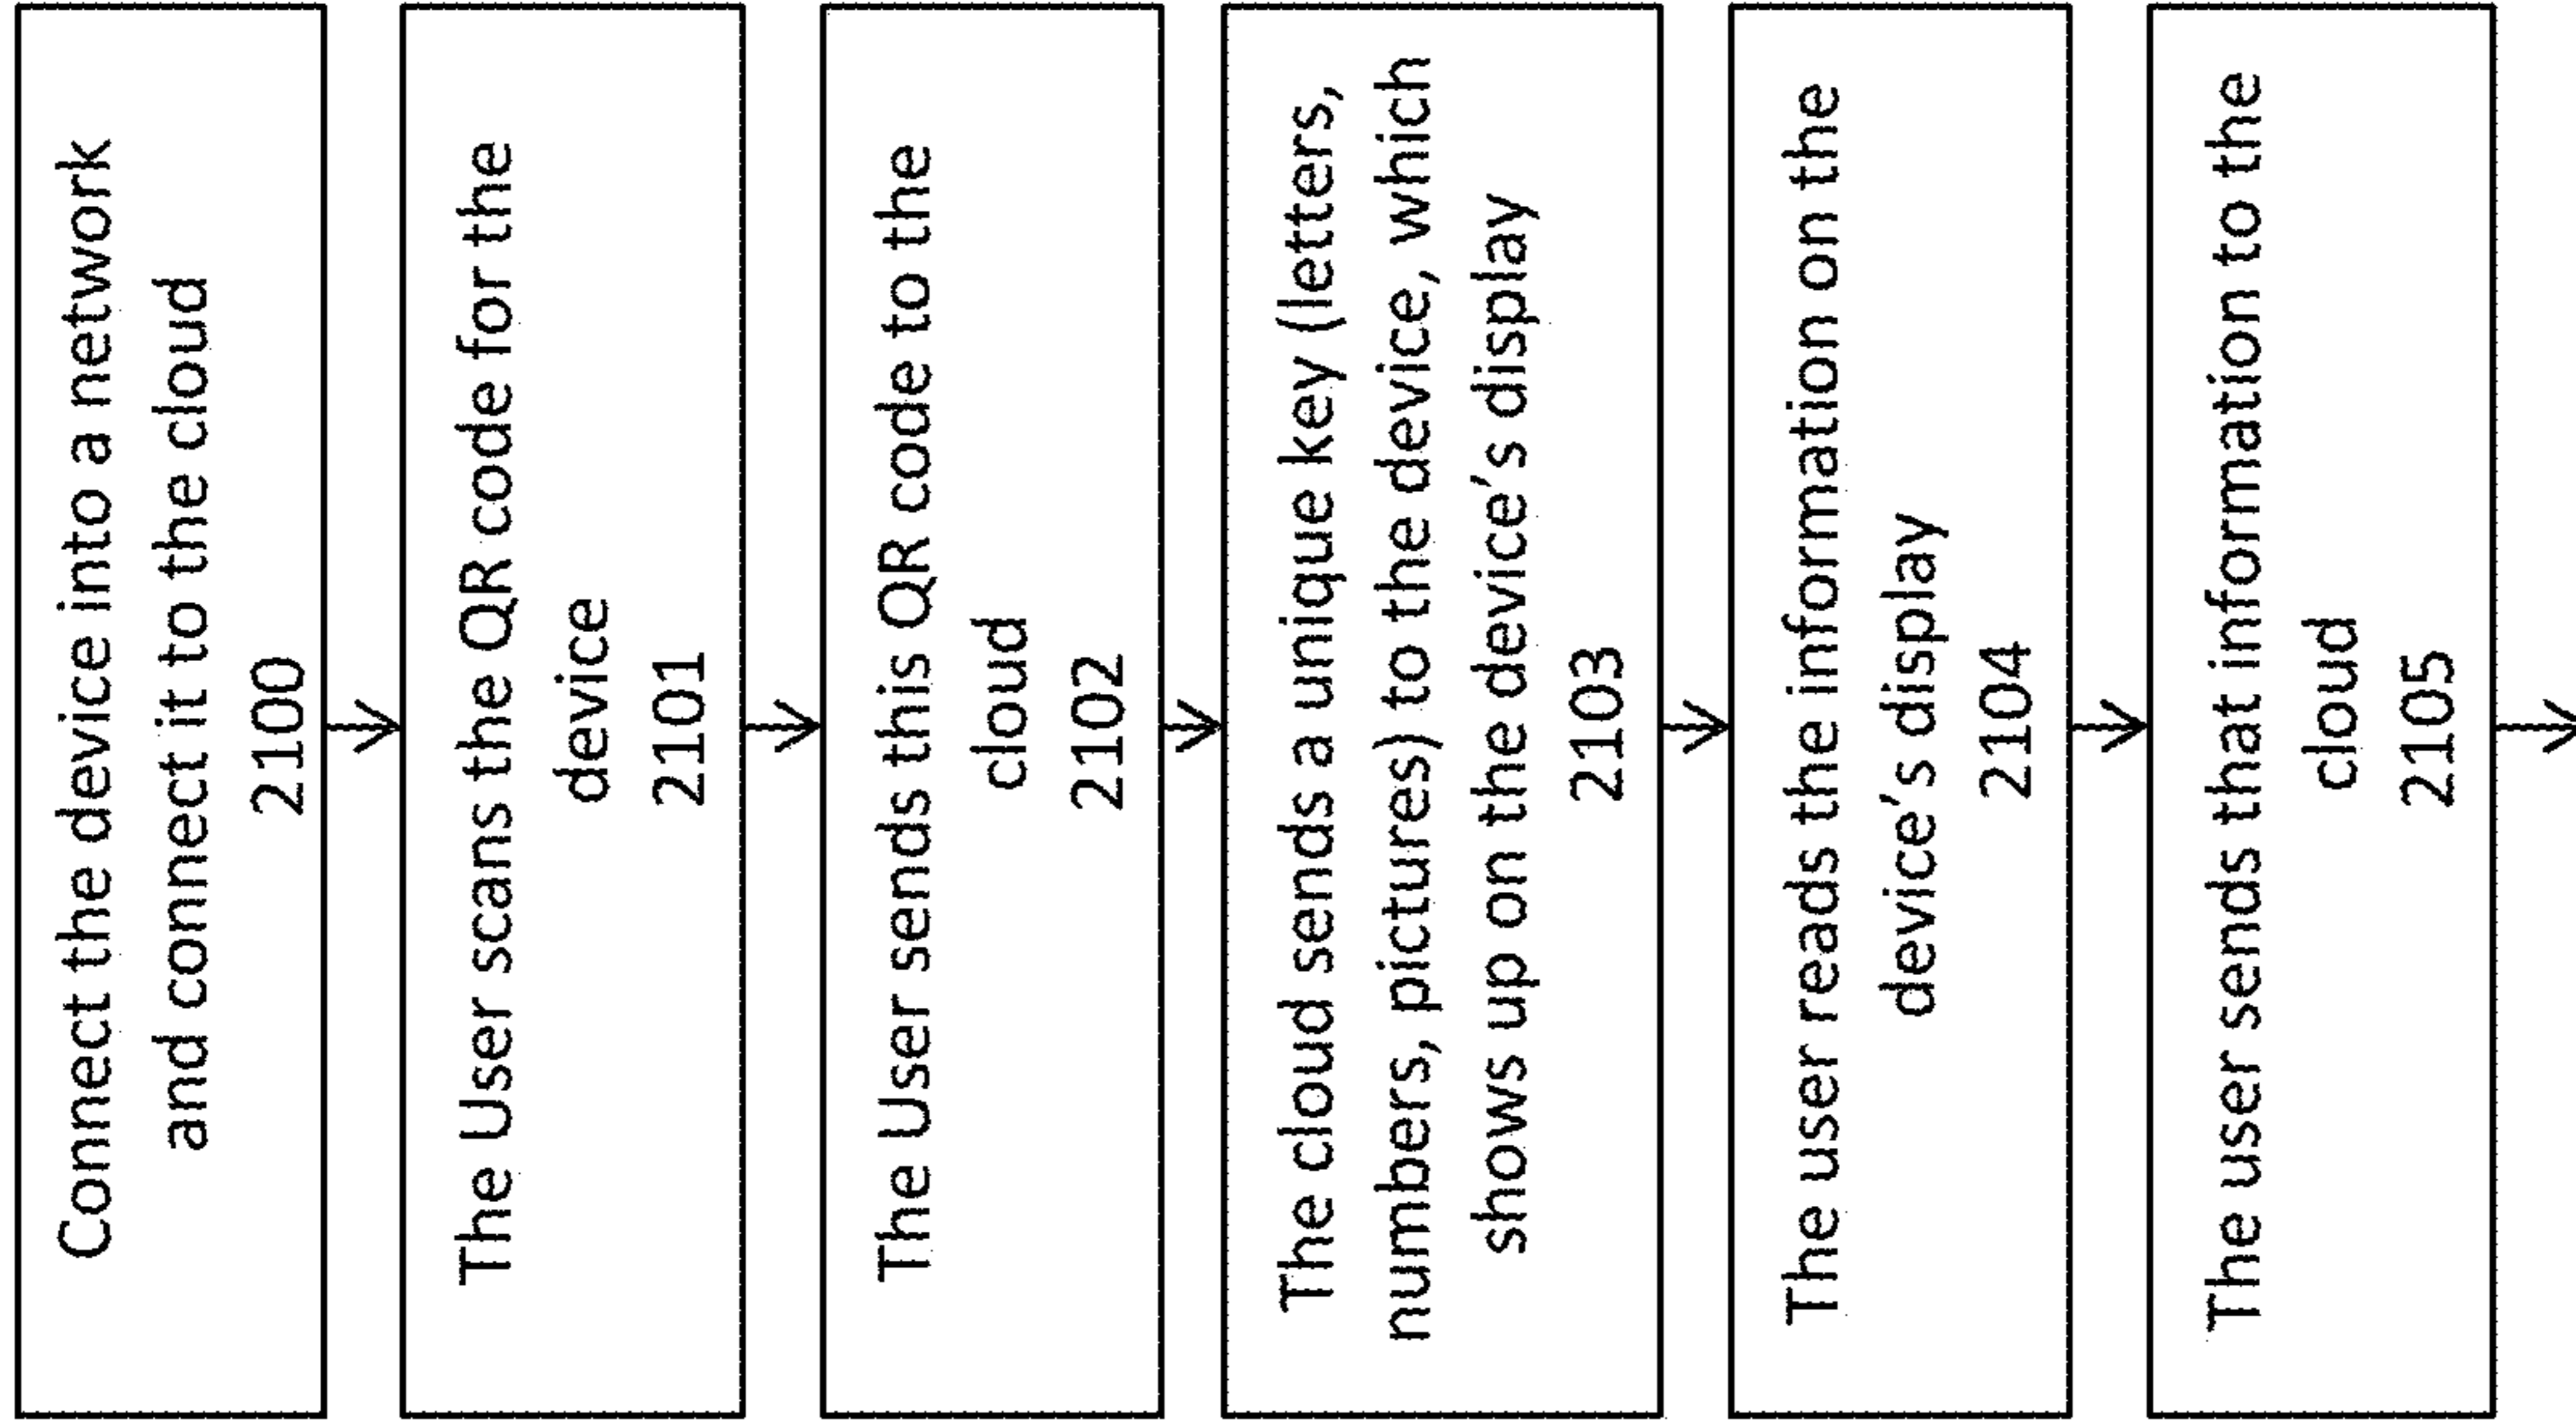 Connect the device into a network
and connect it to the cloud
2100
The User scans the QR code for the
device
2101
The User sends this QR code to the
cloud
2102
The cloud sends a unique key (letters,
numbers, pictures) to the device, which
shows up on the device's display
2103
The user reads the information on the
device's display
2104
The user sends that information to the
cloud
2105